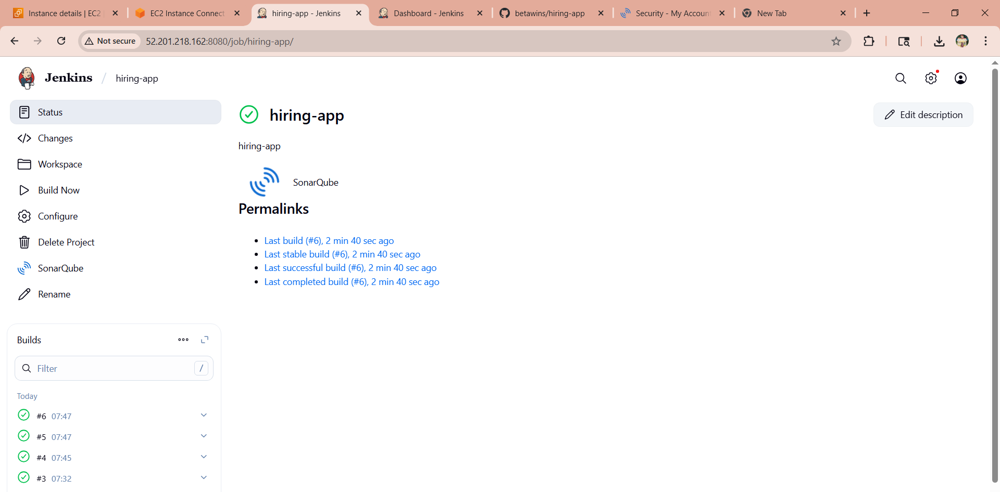 Instance details | EC2
EC2 Instance Connect
hiring-app - Jenkins
Dashboard - Jenkins
betawins/hiring-app
Security - My Account
New Tab
Not secure
52.201.218.162:8080/job/hiring-app/
Jenkins / hiring-app
Status
Changes
Workspace
Build Now
Configure
Delete Project
SonarQube
Rename
Builds
Filter /
Today
#6 07:47
#5 07:47
#4 07:45
#3 07:32
hiring-app
Edit description
hiring-app
SonarQube
Permalinks
Last build (#6), 2 min 40 sec ago
Last stable build (#6), 2 min 40 sec ago
Last successful build (#6), 2 min 40 sec ago
Last completed build (#6), 2 min 40 sec ago